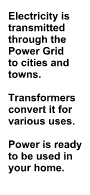 Electricity is
transmitted
through the
Power Grid
to cities and
towns.
Transformers
convert it for
various uses.
Power is ready
to be used in
your home.